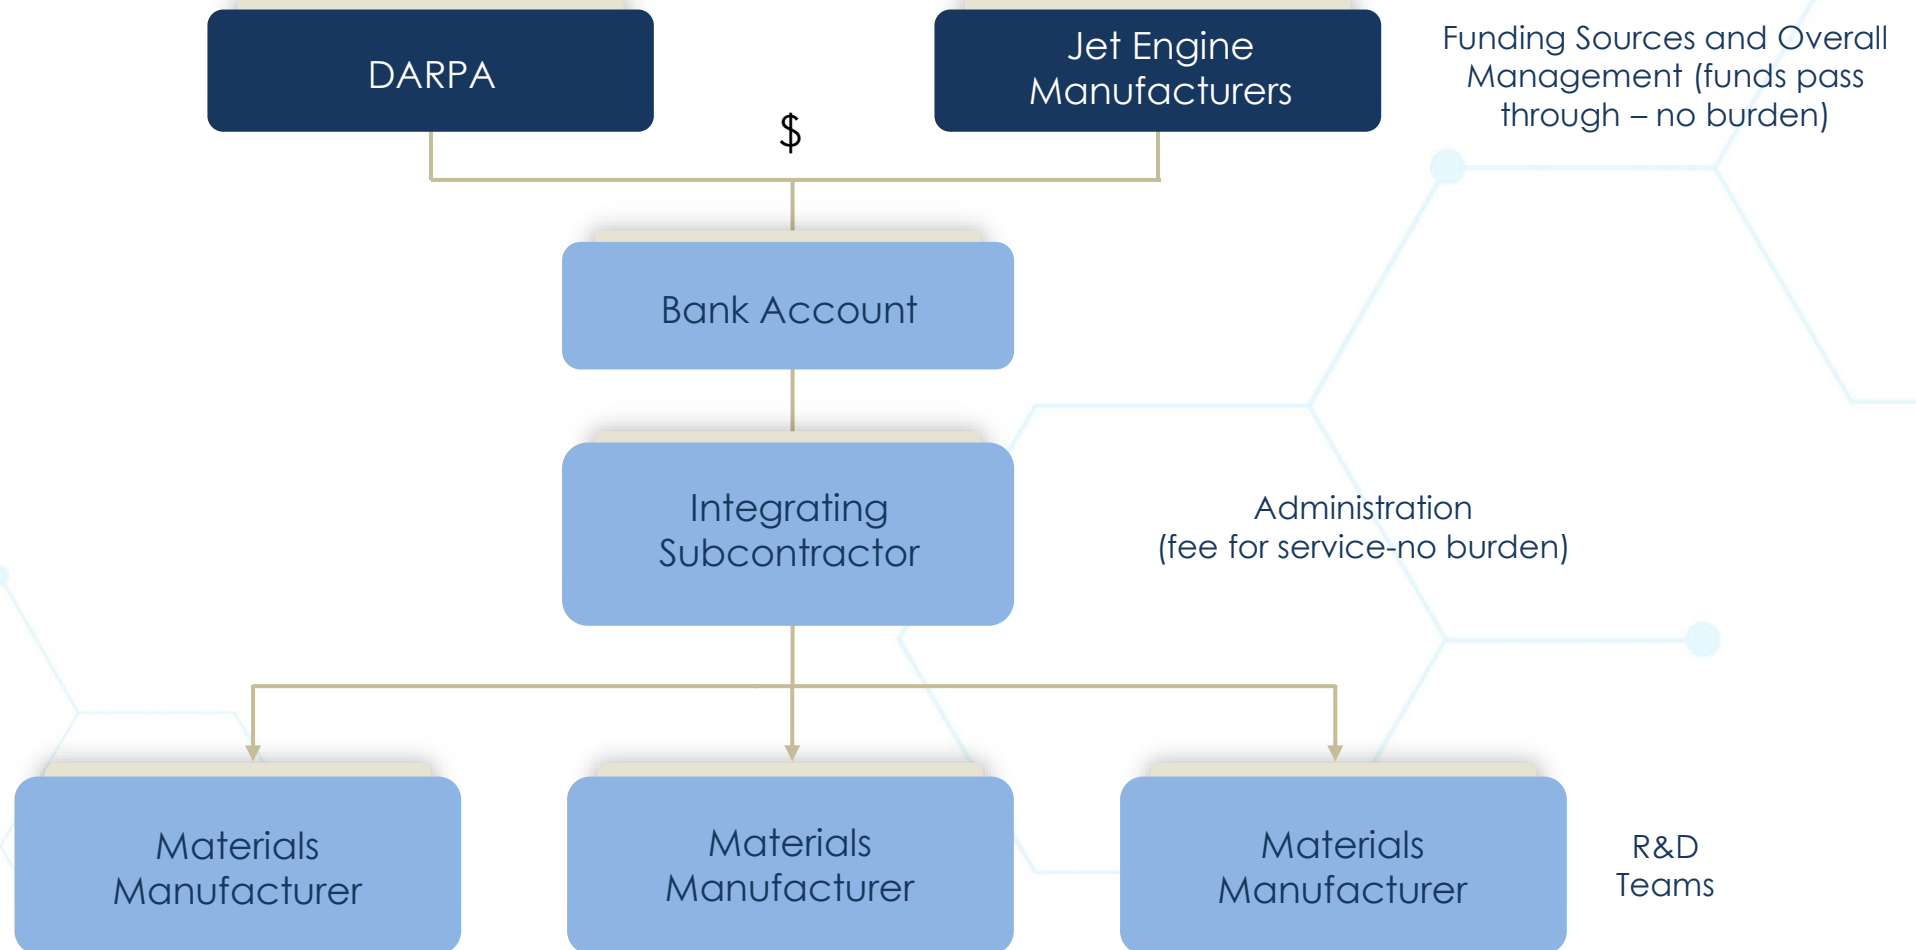 DARPA
Jet Engine
Manufacturers
Funding Sources and Overall
Management (funds pass
through – no burden)
$
Bank Account
Integrating
Subcontractor
Administration
(fee for service-no burden)
Materials
Manufacturer
Materials
Manufacturer
Materials
Manufacturer
R&D
Teams